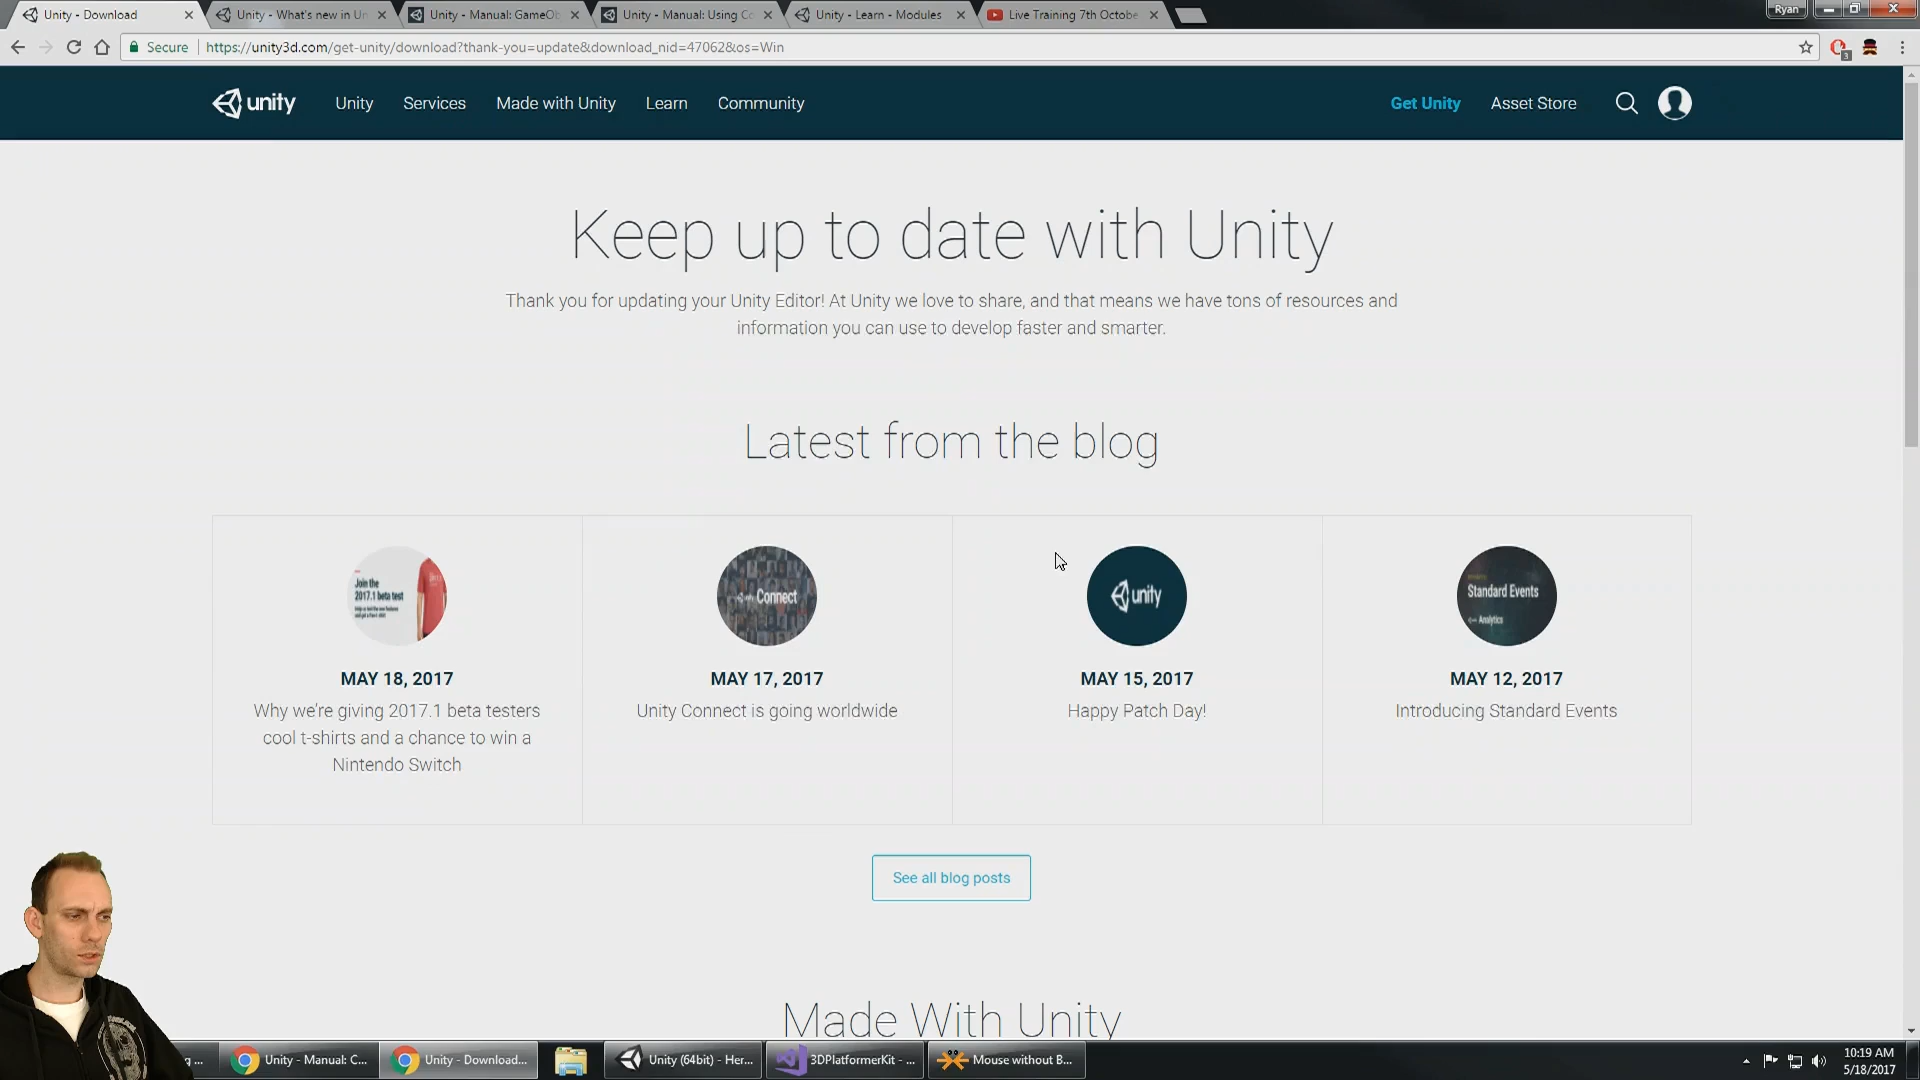 Unity - Download
Unity - What's new in Un
Unity - Manual: GameOb
Unity - Manual: Using Co
Unity - Learn - Modules
Live Training 7th Octobe
Ryan
Secure
https://unity3d.com/get-unity/download?thank-you=update&download_nid=47062&os=Win
3
unity
Unity
Services
Made with Unity
Learn
Community
Get Unity
Asset Store
Keep up to date with Unity
Thank you for updating your Unity Editor! At Unity we love to share, and that means we have tons of resources and
information you can use to develop faster and smarter.
Latest from the blog
Join the
2017.1 beta test
MAY 18, 2017
Why we're giving 2017.1 beta testers
cool t-shirts and a chance to win a
Nintendo Switch
Connect
MAY 17, 2017
Unity Connect is going worldwide
unity
MAY 15, 2017
Happy Patch Day!
Standard Events
Analytics
MAY 12, 2017
Introducing Standard Events
See all blog posts
Made With Unity
g ...
Unity - Manual: C...
Unity - Download...
Unity (64bit) - Her...
3DPlatformerKit - ...
Mouse without B...
10:19 AM
5/18/2017